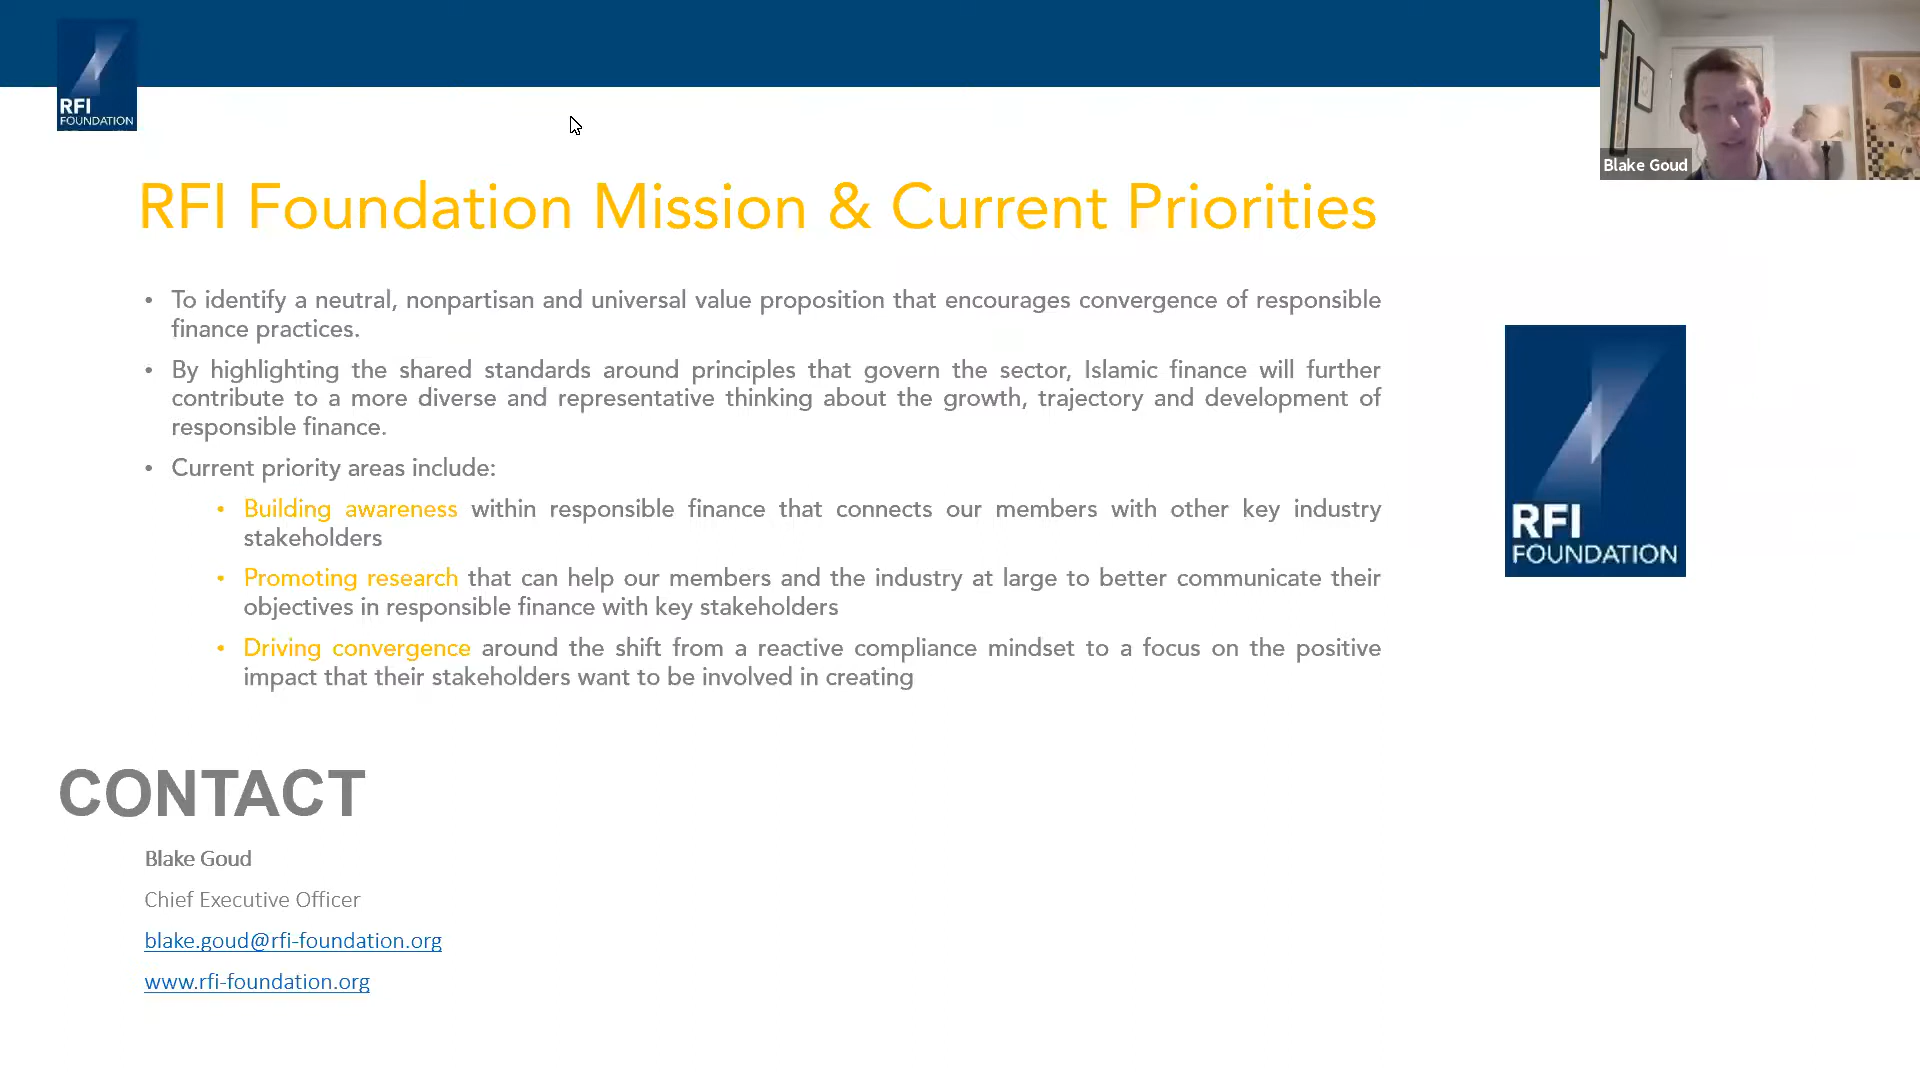 RFI
FOUNDATION
Blake Goud
RFI Foundation Mission & Current Priorities
• To identify a neutral, nonpartisan and universal value proposition that encourages convergence of responsible
finance practices.
• By highlighting the shared standards around principles that govern the sector, Islamic finance will further
contribute to a more diverse and representative thinking about the growth, trajectory and development of
responsible finance.
• Current priority areas include:
• Building awareness within responsible finance that connects our members with other key industry
stakeholders
• Promoting research that can help our members and the industry at large to better communicate their
objectives in responsible finance with key stakeholders
• Driving convergence around the shift from a reactive compliance mindset to a focus on the positive
impact that their stakeholders want to be involved in creating
RFI
FOUNDATION
CONTACT
Blake Goud
Chief Executive Officer
blake.goud@rfi-foundation.org
www.rfi-foundation.org